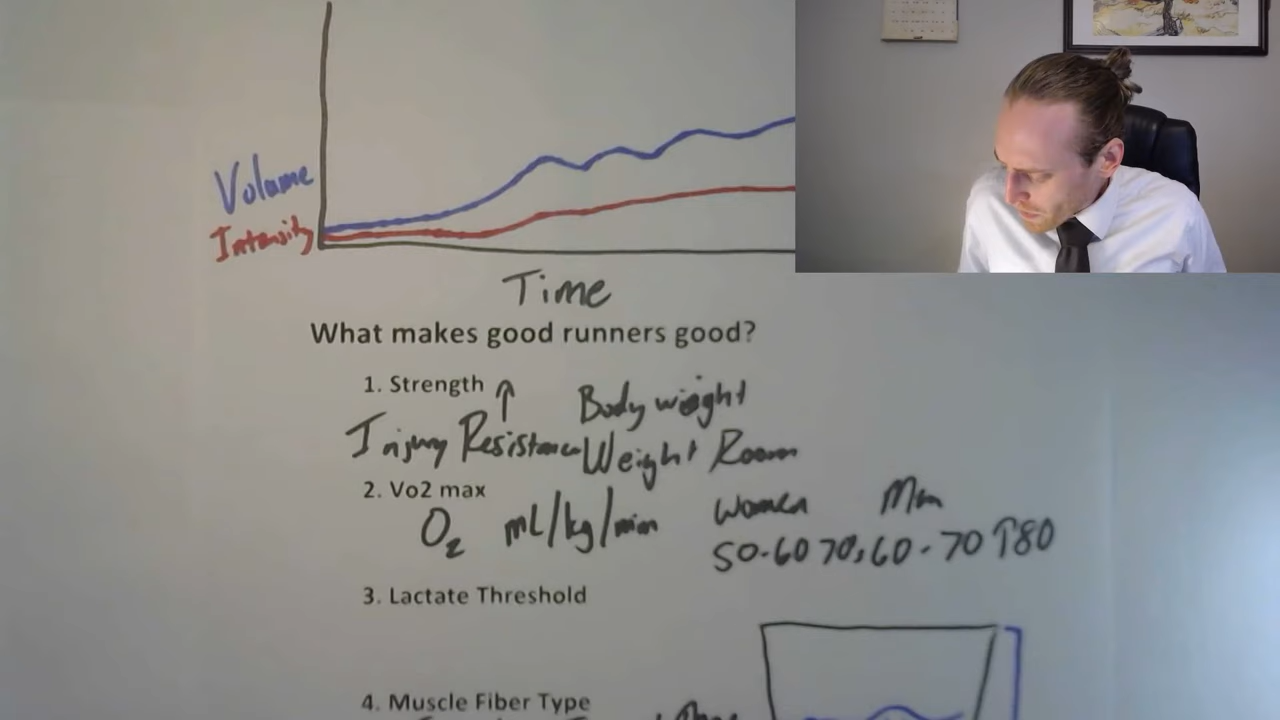 Volume
Intensity
Time
What makes good runners good?
1. Strength ↑ Body weight
Injury Resistance Weight Room
2. Vo2 max
O2 mL/kg/min Women Men
50-60 70s 60-70 ↑80
3. Lactate Threshold
4. Muscle Fiber Type